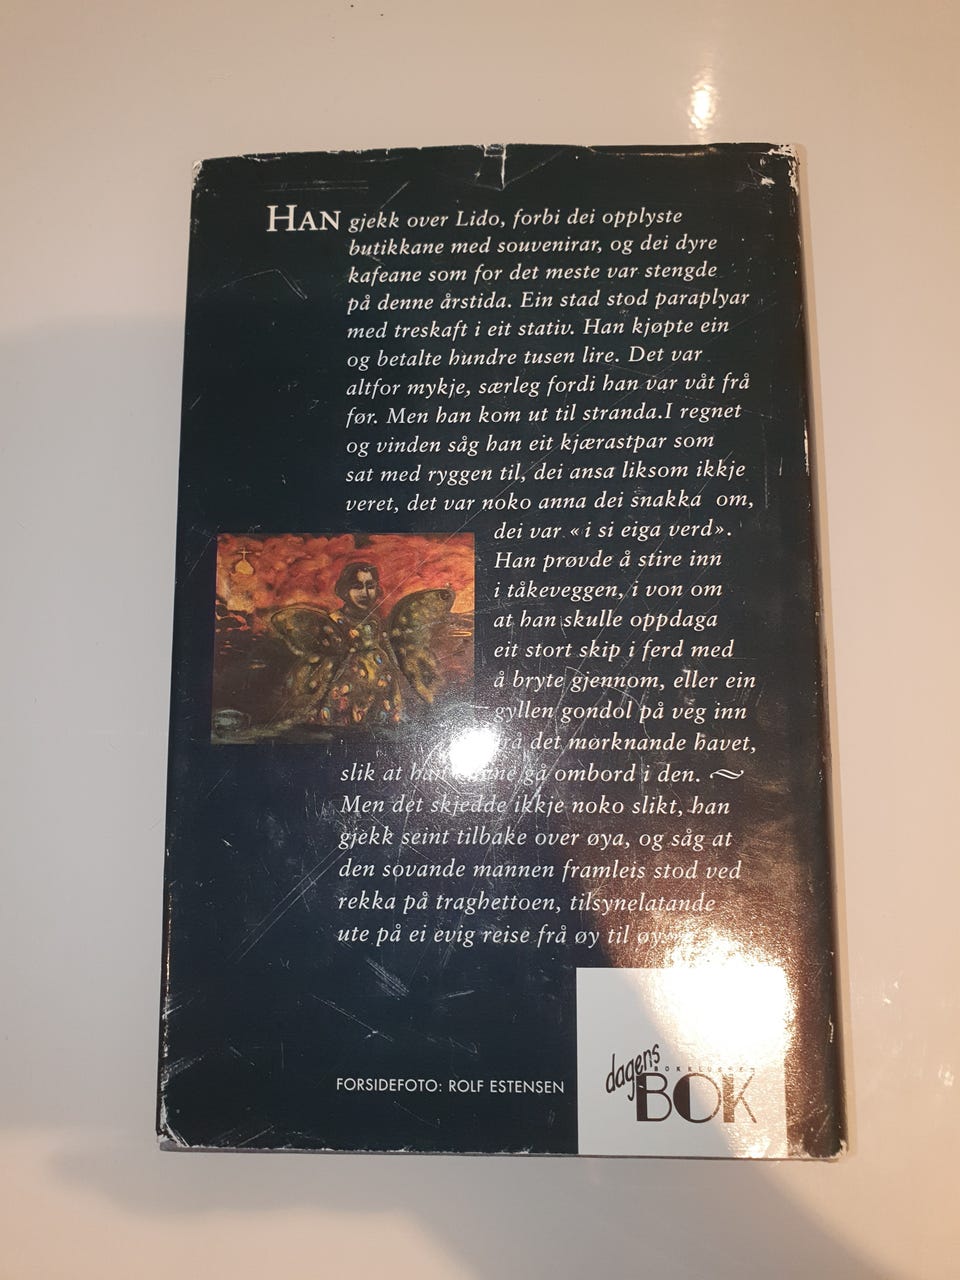 HAN gjekk over Lido, forbi dei opplyste
butikkane med souvenirar, og dei dyre
kafeane som for det meste var stengde
på denne årstida. Ein stad stod paraplyar
med treskaft i eit stativ. Han kjøpte ein
og betalte hundre tusen lire. Det var
altfor mykje, særleg fordi han var våt frå
før. Men han kom ut til stranda.I regnet
og vinden såg han eit kjærastpar som
sat med ryggen til, dei ansa liksom ikkje
veret, det var noko anna dei snakka om,
dei var «i si eiga verd».
Han prøvde å stire inn
i tåkeveggen, i von om
at han skulle oppdaga
eit stort skip i ferd med
å bryte gjennom, eller ein
gyllen gondol på veg inn
det mørknande havet,
slik at han gå ombord i den.
Men det skjedde ikkje noko slikt, han
gjekk seint tilbake over øya, og såg at
den sovande mannen framleis stod ved
rekka på traghettoen, tilsynelatande
ute på ei evig reise frå øy til øy
FORSIDEFOTO: ROLF ESTENSEN
dagens
BOKKLUBBEN
BOK